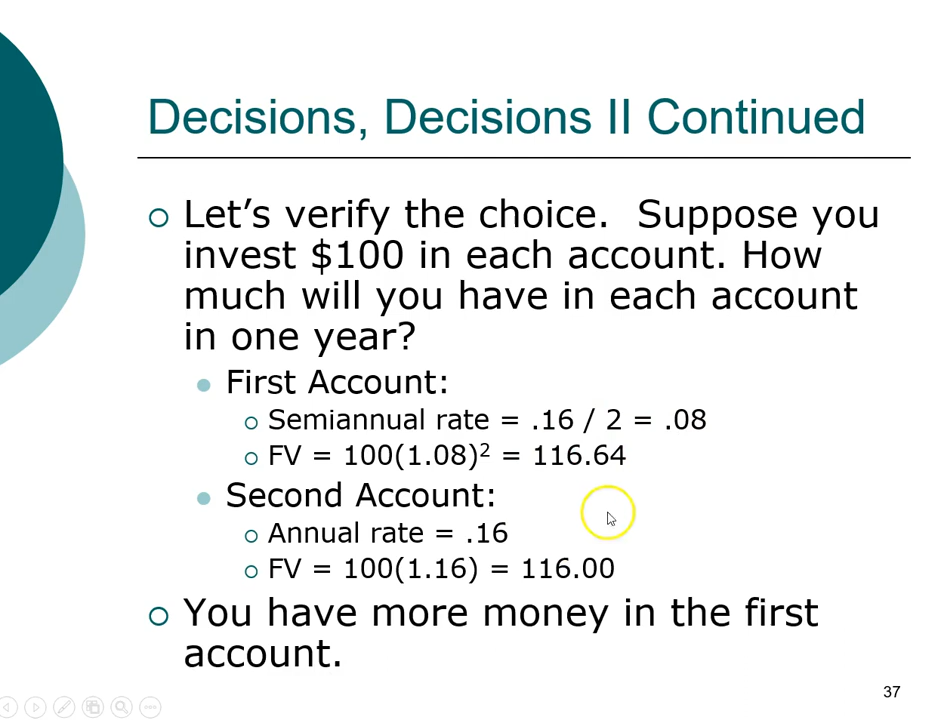 Decisions, Decisions II Continued
Let’s verify the choice.  Suppose you
invest $100 in each account. How
much will you have in each account
in one year?
First Account:
Semiannual rate = .16 / 2 = .08
FV = 100(1.08)² = 116.64
Second Account:
Annual rate = .16
FV = 100(1.16) = 116.00
You have more money in the first
account.
37